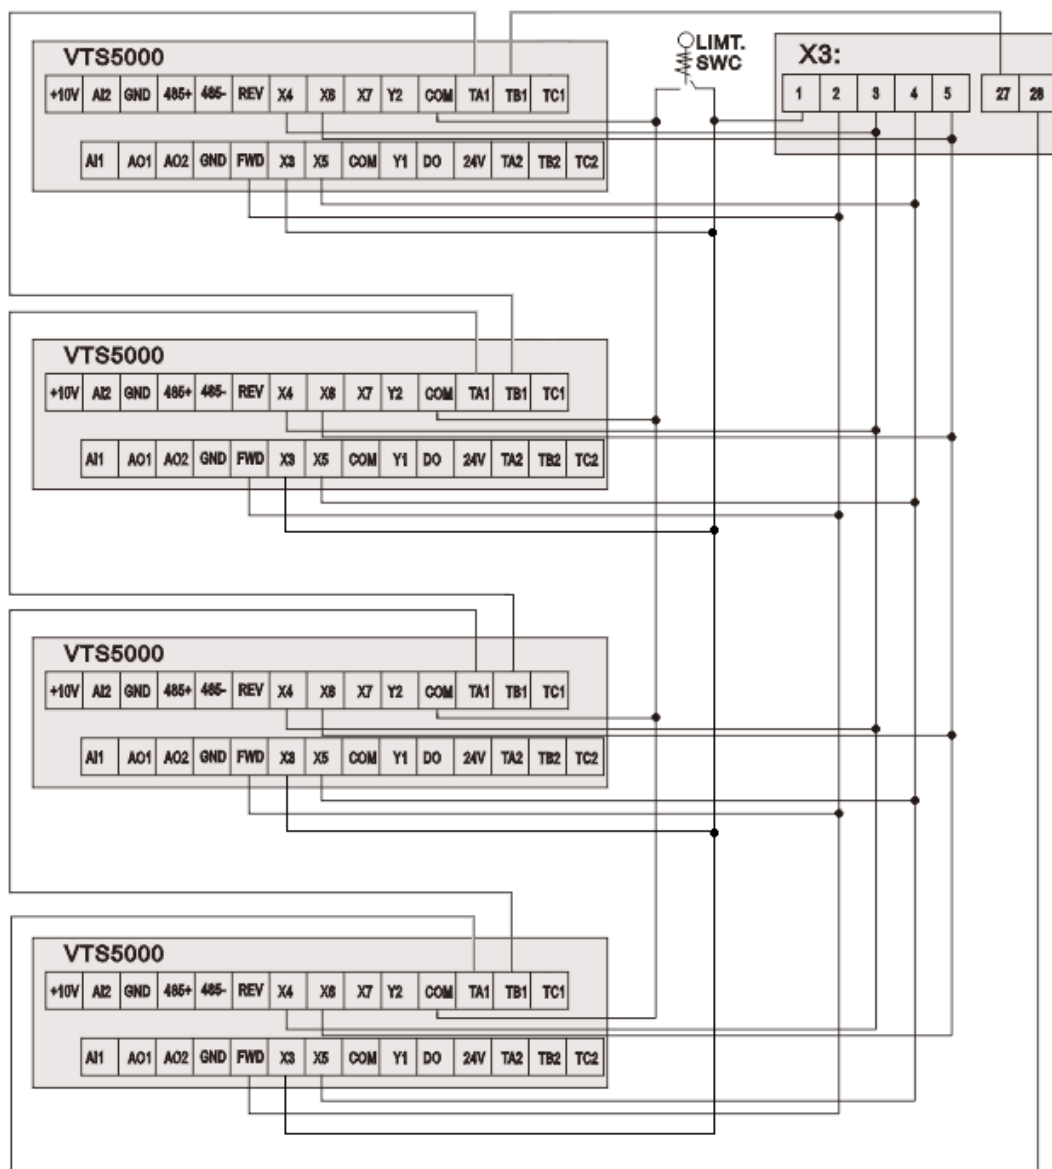 VTS5000
+10V AI2 GND 485+ 485- REV X4 X6 X7 Y2 COM TA1 TB1 TC1
AI1 AO1 AO2 GND FWD X3 X5 COM Y1 DO 24V TA2 TB2 TC2
LIMT.
SWC
X3:
1 2 3 4 5 27 28
VTS5000
+10V AI2 GND 485+ 485- REV X4 X6 X7 Y2 COM TA1 TB1 TC1
AI1 AO1 AO2 GND FWD X3 X5 COM Y1 DO 24V TA2 TB2 TC2
VTS5000
+10V AI2 GND 485+ 485- REV X4 X6 X7 Y2 COM TA1 TB1 TC1
AI1 AO1 AO2 GND FWD X3 X5 COM Y1 DO 24V TA2 TB2 TC2
VTS5000
+10V AI2 GND 485+ 485- REV X4 X6 X7 Y2 COM TA1 TB1 TC1
AI1 AO1 AO2 GND FWD X3 X5 COM Y1 DO 24V TA2 TB2 TC2